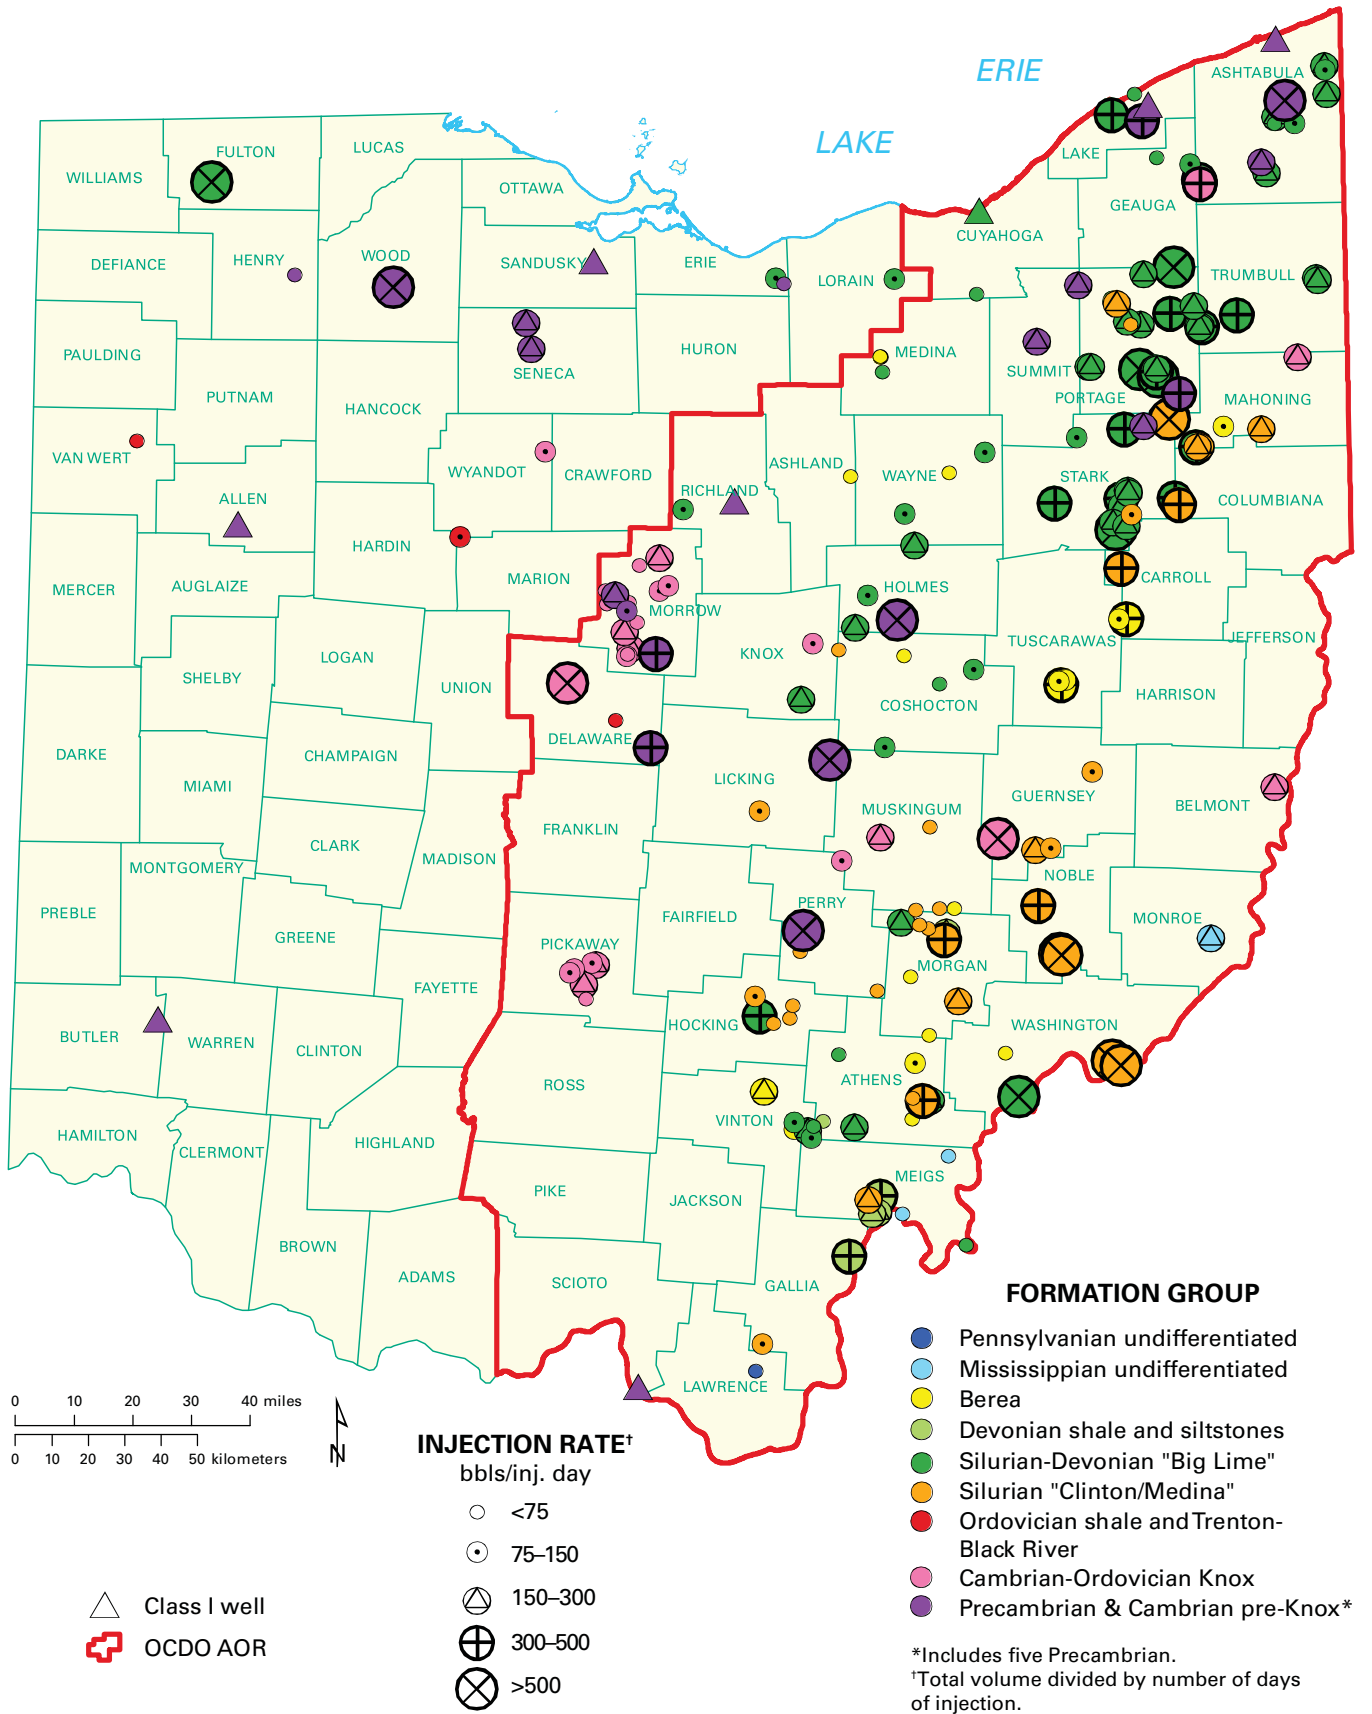 ERIE
LAKE
ASHTABULA
LAKE
FULTON
LUCAS
WILLIAMS
OTTAWA
GEAUGA
CUYAHOGA
DEFIANCE
HENRY
WOOD
SANDUSKY
ERIE
LORAIN
TRUMBULL
PAULDING
HURON
MEDINA
SENECA
SUMMIT
PUTNAM
HANCOCK
PORTAGE
MAHONING
VAN WERT
WYANDOT
CRAWFORD
ASHLAND
WAYNE
STARK
RICHLAND
ALLEN
COLUMBIANA
HARDIN
MARION
CARROLL
MERCER
AUGLAIZE
HOLMES
MORROW
TUSCARAWAS
JEFFERSON
LOGAN
KNOX
SHELBY
UNION
HARRISON
COSHOCTON
DELAWARE
DARKE
CHAMPAIGN
LICKING
MIAMI
GUERNSEY
BELMONT
MUSKINGUM
FRANKLIN
CLARK
MADISON
MONTGOMERY
NOBLE
PERRY
PREBLE
FAIRFIELD
MONROE
GREENE
PICKAWAY
MORGAN
FAYETTE
HOCKING
WASHINGTON
BUTLER
WARREN
CLINTON
ROSS
ATHENS
VINTON
HAMILTON
HIGHLAND
CLERMONT
MEIGS
PIKE
JACKSON
BROWN
ADAMS
SCIOTO
GALLIA
LAWRENCE
FORMATION GROUP
Pennsylvanian undifferentiated
Mississippian undifferentiated
Berea
Devonian shale and siltstones
Silurian-Devonian "Big Lime"
Silurian "Clinton/Medina"
Ordovician shale and Trenton-
Black River
Cambrian-Ordovician Knox
Precambrian & Cambrian pre-Knox*
*Includes five Precambrian.
†Total volume divided by number of days
of injection.
0 10 20 30 40 miles
0 10 20 30 40 50 kilometers
N
INJECTION RATE†
bbls/inj. day
<75
75–150
150–300
300–500
>500
Class I well
OCDO AOR